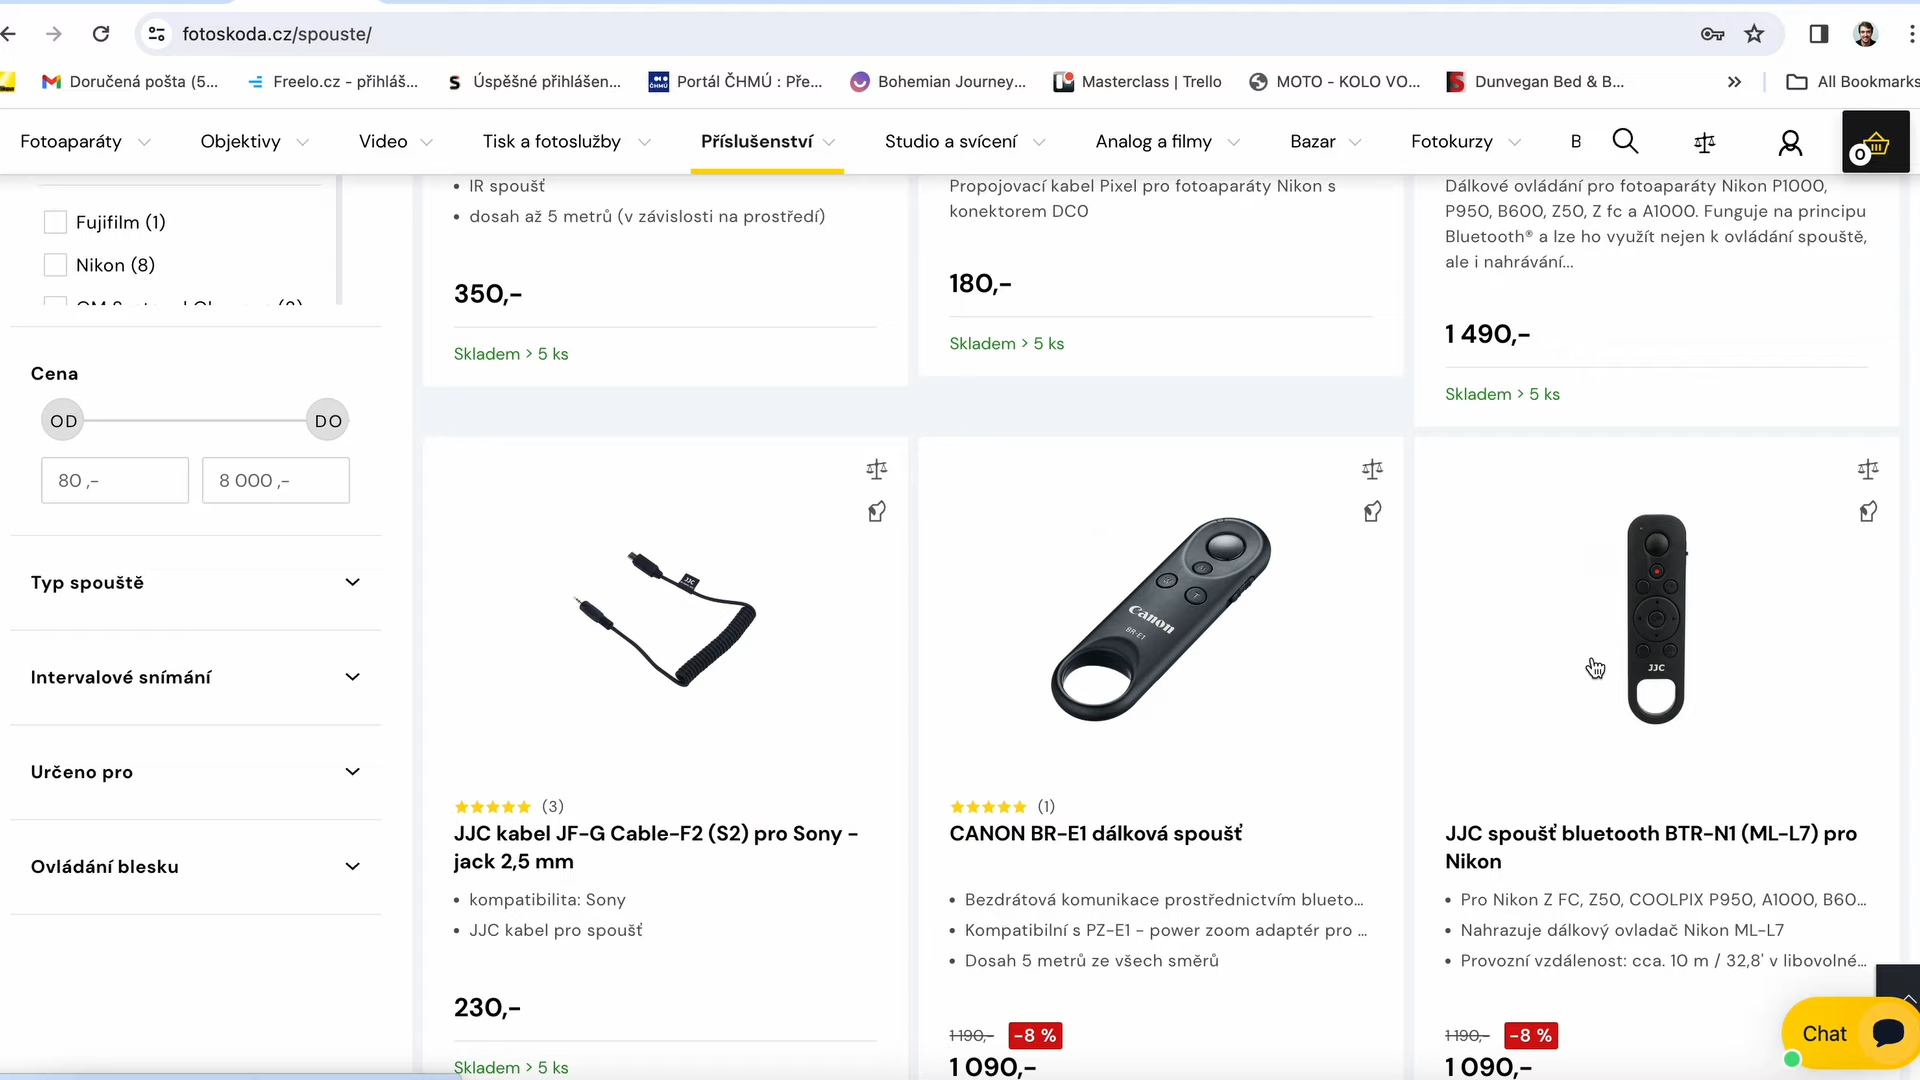 fotoskoda.cz/spouste/
Doručená pošta (5...
Freelo.cz - přihláš...
Úspěšné přihlášen...
Portál ČHMÚ : Pře...
Bohemian Journey...
Masterclass | Trello
MOTO - KOLO VO...
Dunvegan Bed & B...
All Bookmarks
Fotoaparáty
Objektivy
Video
Tisk a fotoslužby
Příslušenství
Studio a svícení
Analog a filmy
Bazar
Fotokurzy
B
0
Fujifilm (1)
Nikon (8)
Cena
OD
DO
80 ,-
8 000 ,-
Typ spouště
Intervalové snímání
Určeno pro
Ovládání blesku
• IR spoušť
• dosah až 5 metrů (v závislosti na prostředí)
350,-
Skladem > 5 ks
Propojovací kabel Pixel pro fotoaparáty Nikon s
konektorem DC0
180,-
Skladem > 5 ks
Dálkové ovládání pro fotoaparáty Nikon P1000,
P950, B600, Z50, Z fc a A1000. Funguje na principu
Bluetooth® a lze ho využít nejen k ovládání spouště,
ale i nahrávání...
1 490,-
Skladem > 5 ks
JJC
(3)
JJC kabel JF-G Cable-F2 (S2) pro Sony -
jack 2,5 mm
• kompatibilita: Sony
• JJC kabel pro spoušť
230,-
Skladem > 5 ks
Canon
BR-E1
(1)
CANON BR-E1 dálková spoušť
• Bezdrátová komunikace prostřednictvím blueto...
• Kompatibilní s PZ-E1 - power zoom adaptér pro ...
• Dosah 5 metrů ze všech směrů
1 190,-
-8 %
1 090,-
JJC
JJC spoušť bluetooth BTR-N1 (ML-L7) pro
Nikon
• Pro Nikon Z FC, Z50, COOLPIX P950, A1000, B60...
• Nahrazuje dálkový ovladač Nikon ML-L7
• Provozní vzdálenost: cca. 10 m / 32,8' v libovolné...
1 190,-
-8 %
1 090,-
Chat